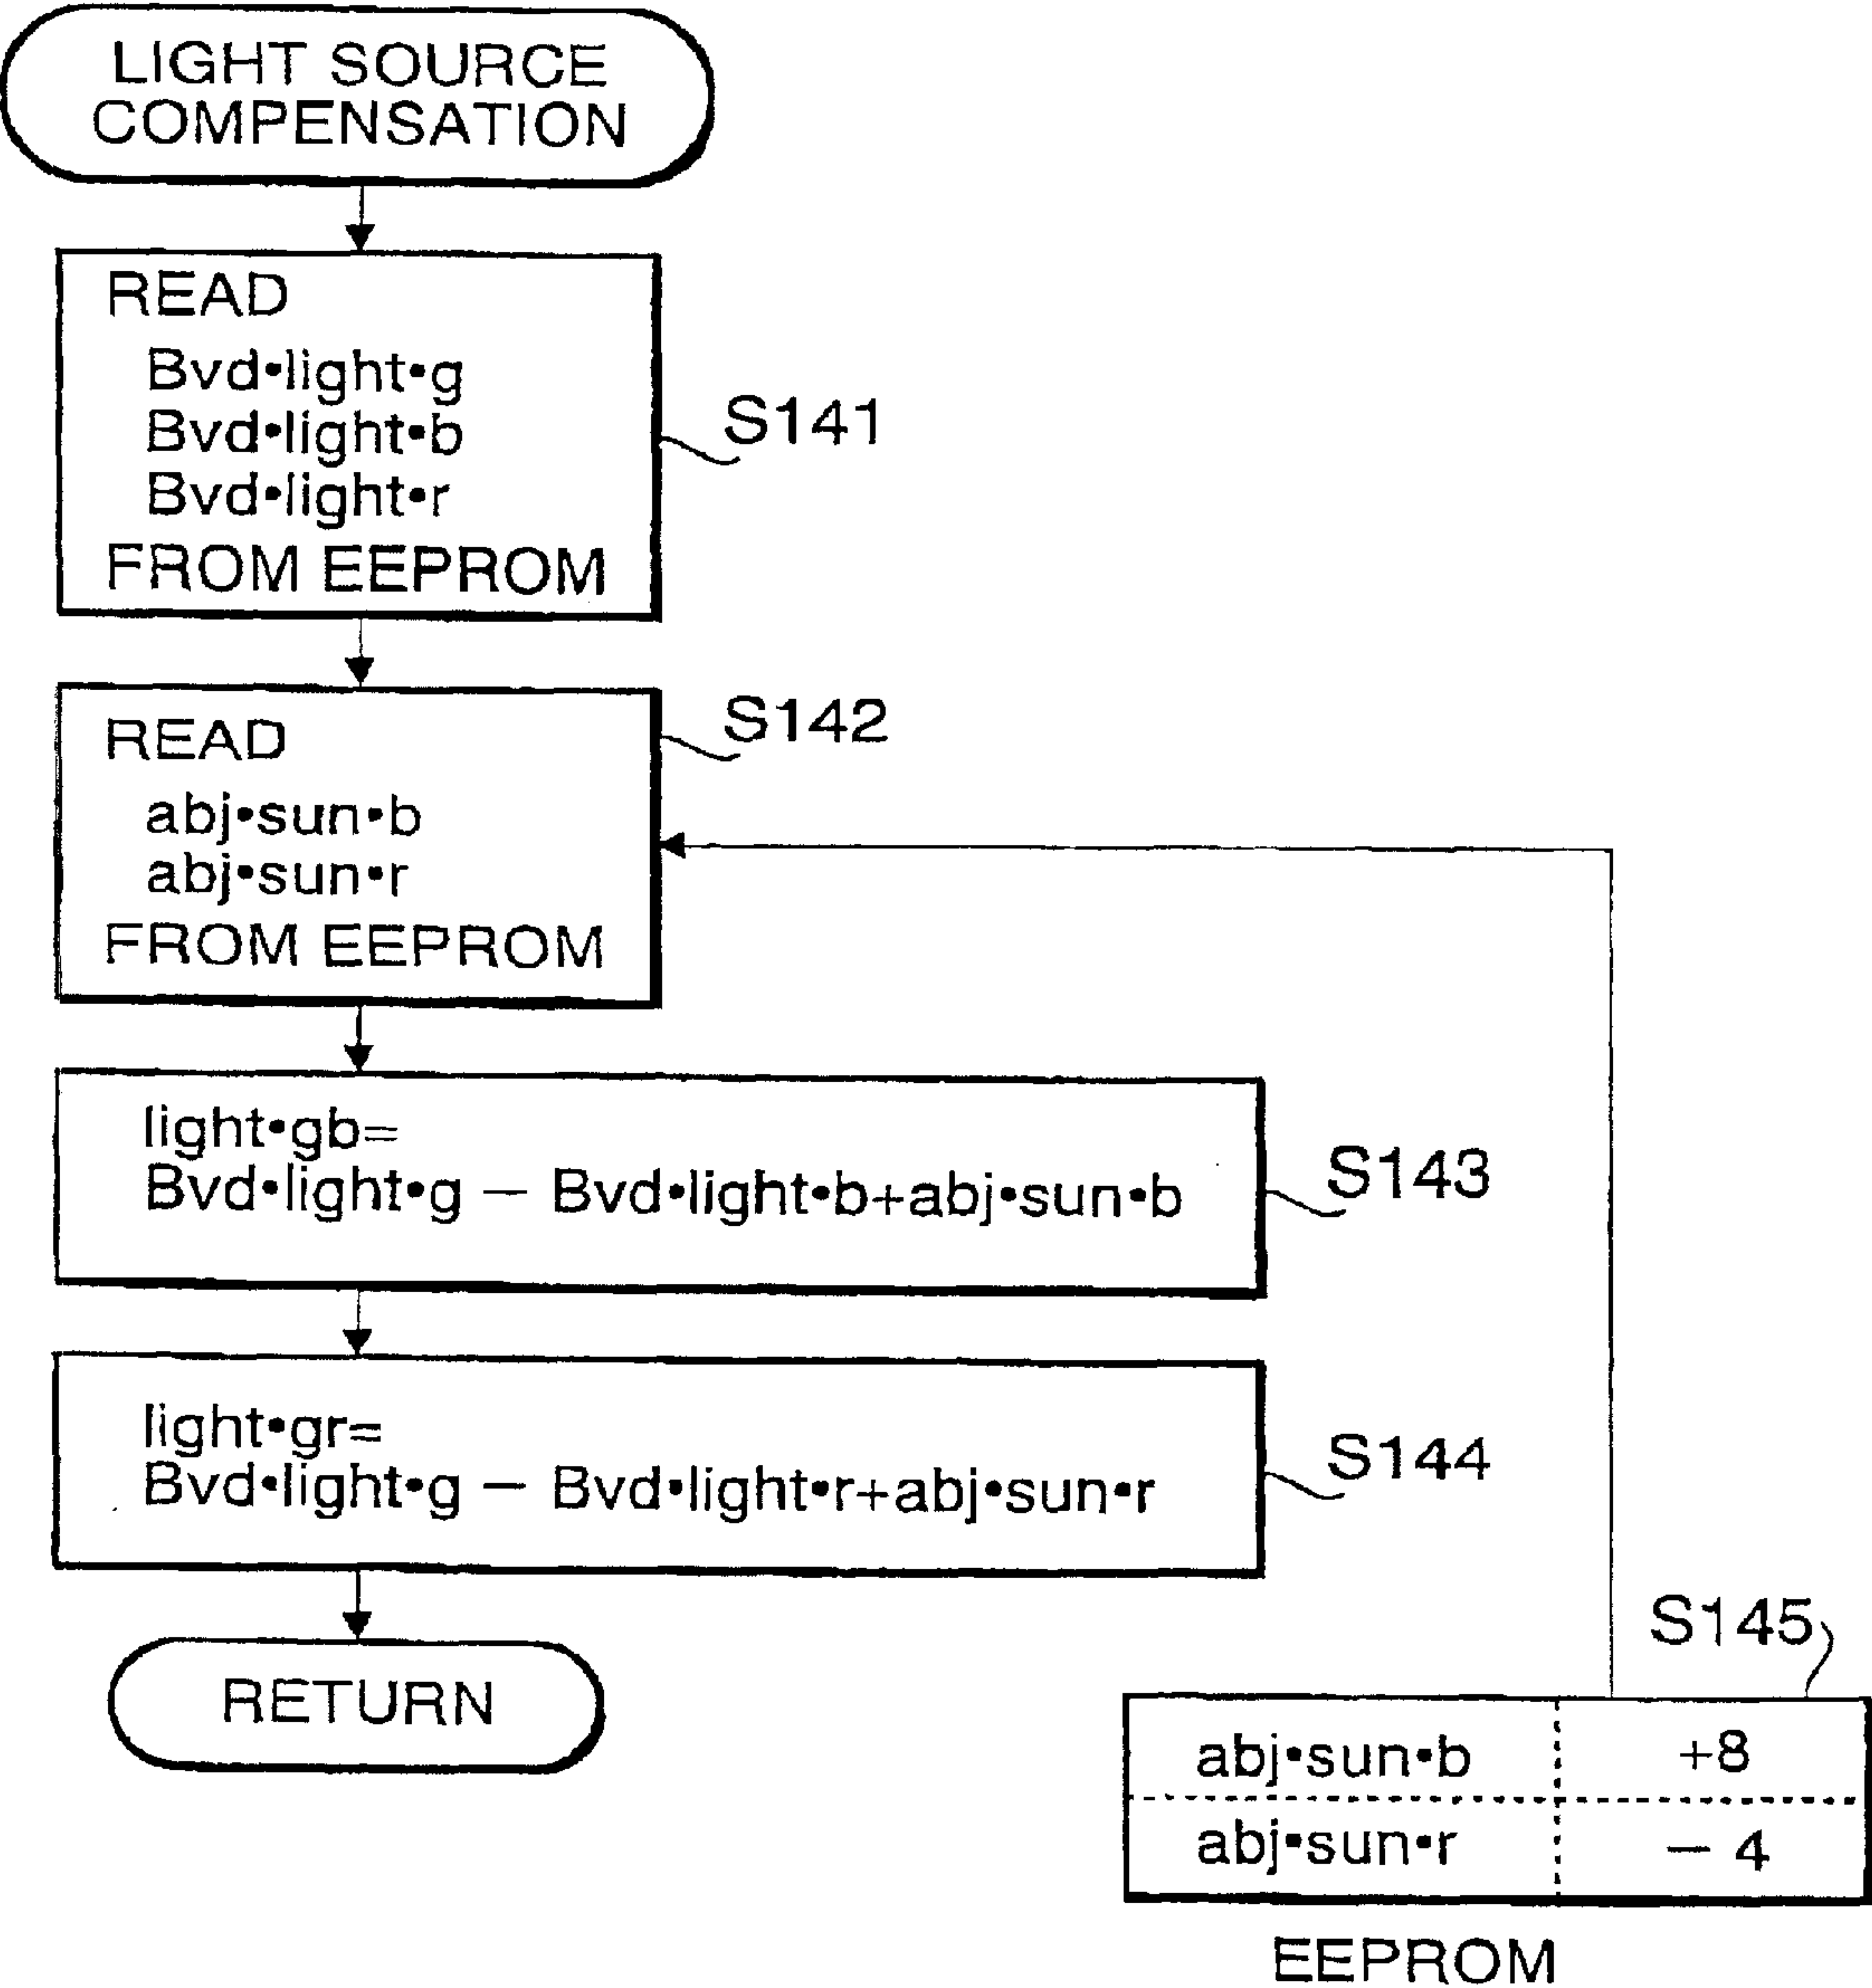 LIGHT SOURCE
COMPENSATION
READ
Bvd•light•g
Bvd•light•b
Bvd•light•r
FROM EEPROM
S141
READ
abj•sun•b
abj•sun•r
FROM EEPROM
S142
light•gb=
Bvd•light•g − Bvd•light•b+abj•sun•b
S143
light•gr=
Bvd•light•g − Bvd•light•r+abj•sun•r
S144
RETURN
S145
abj•sun•b +8
abj•sun•r − 4
EEPROM